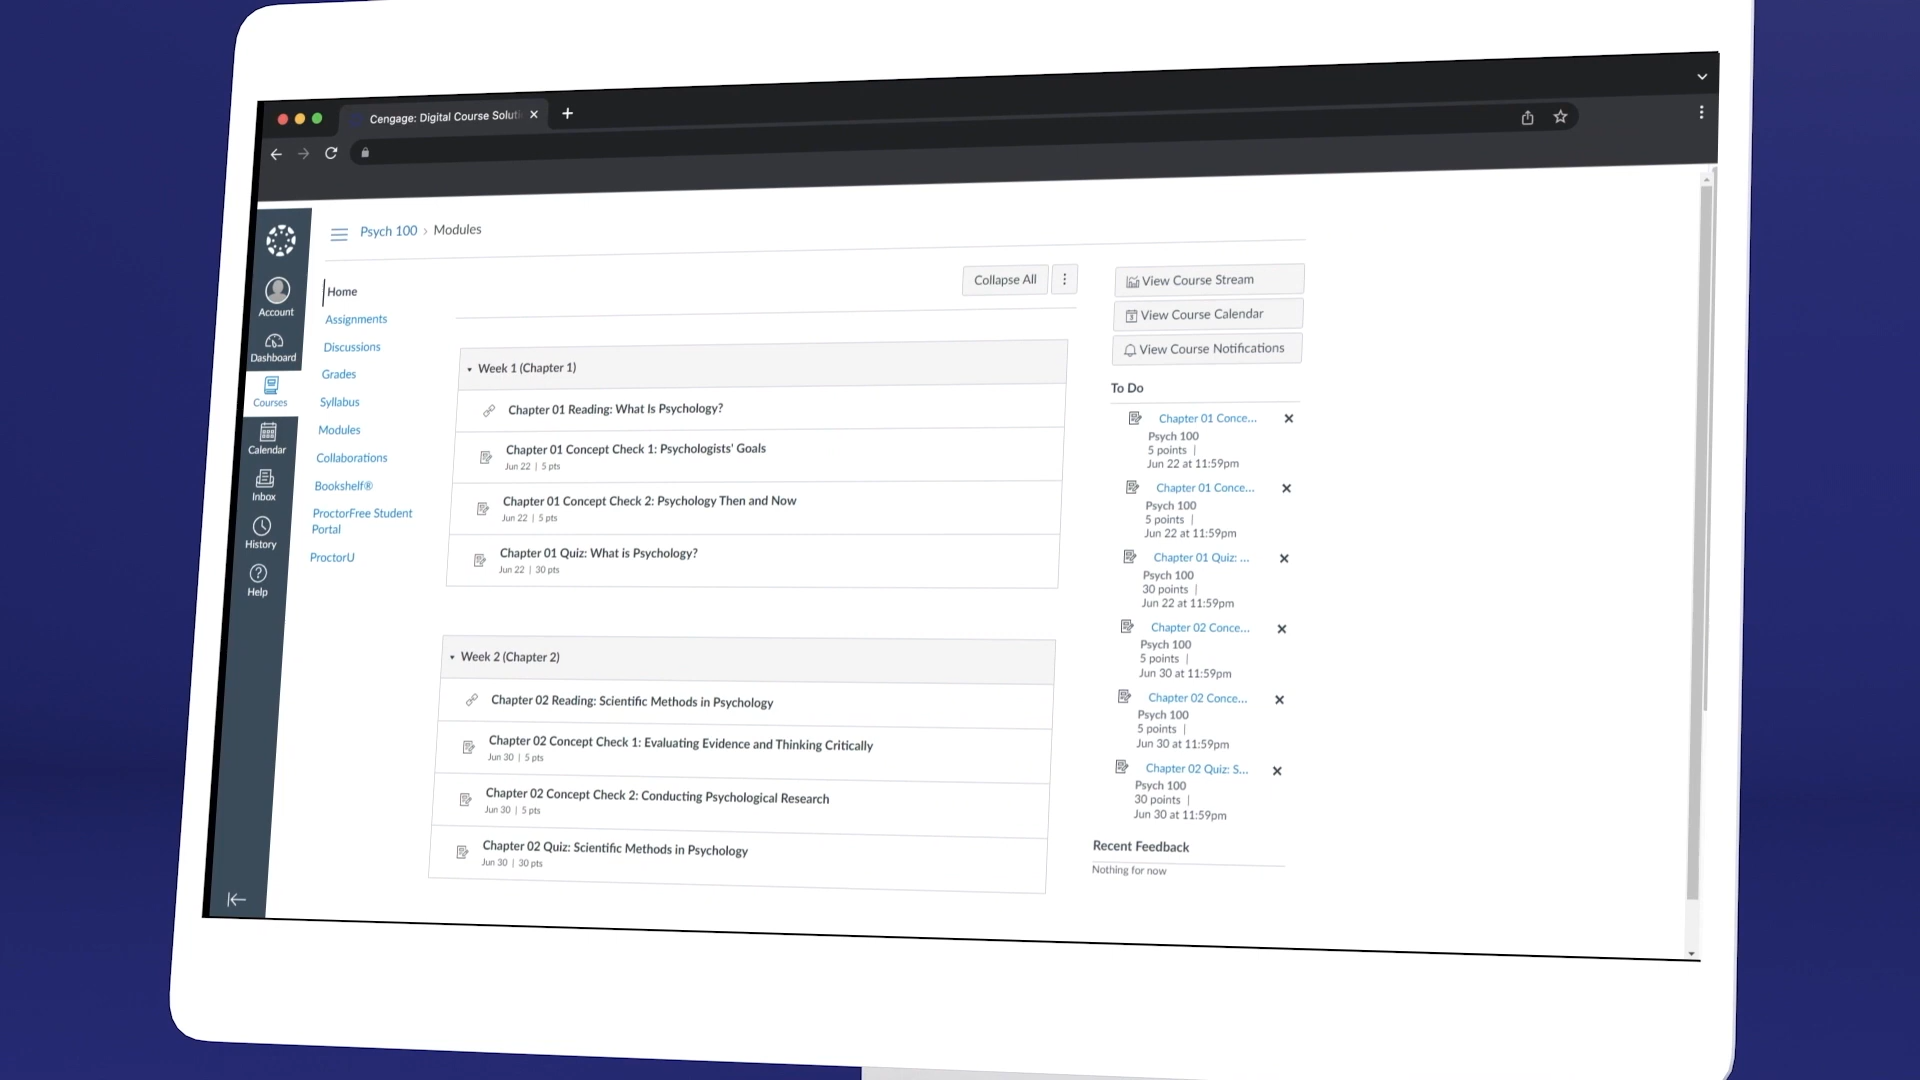 Cengage: Digital Course Soluti
Psych 100 › Modules
Account
Dashboard
Courses
Calendar
Inbox
History
Help
Home
Assignments
Discussions
Grades
Syllabus
Modules
Collaborations
Bookshelf®
ProctorFree Student
Portal
ProctorU
Collapse All
Week 1 (Chapter 1)
Chapter 01 Reading: What Is Psychology?
Chapter 01 Concept Check 1: Psychologists' Goals
Jun 22 | 5 pts
Chapter 01 Concept Check 2: Psychology Then and Now
Jun 22 | 5 pts
Chapter 01 Quiz: What is Psychology?
Jun 22 | 30 pts
Week 2 (Chapter 2)
Chapter 02 Reading: Scientific Methods in Psychology
Chapter 02 Concept Check 1: Evaluating Evidence and Thinking Critically
Jun 30 | 5 pts
Chapter 02 Concept Check 2: Conducting Psychological Research
Jun 30 | 5 pts
Chapter 02 Quiz: Scientific Methods in Psychology
Jun 30 | 30 pts
View Course Stream
View Course Calendar
View Course Notifications
To Do
Chapter 01 Conce...
Psych 100
5 points |
Jun 22 at 11:59pm
Chapter 01 Conce...
Psych 100
5 points |
Jun 22 at 11:59pm
Chapter 01 Quiz: ...
Psych 100
30 points |
Jun 22 at 11:59pm
Chapter 02 Conce...
Psych 100
5 points |
Jun 30 at 11:59pm
Chapter 02 Conce...
Psych 100
5 points |
Jun 30 at 11:59pm
Chapter 02 Quiz: S...
Psych 100
30 points |
Jun 30 at 11:59pm
Recent Feedback
Nothing for now